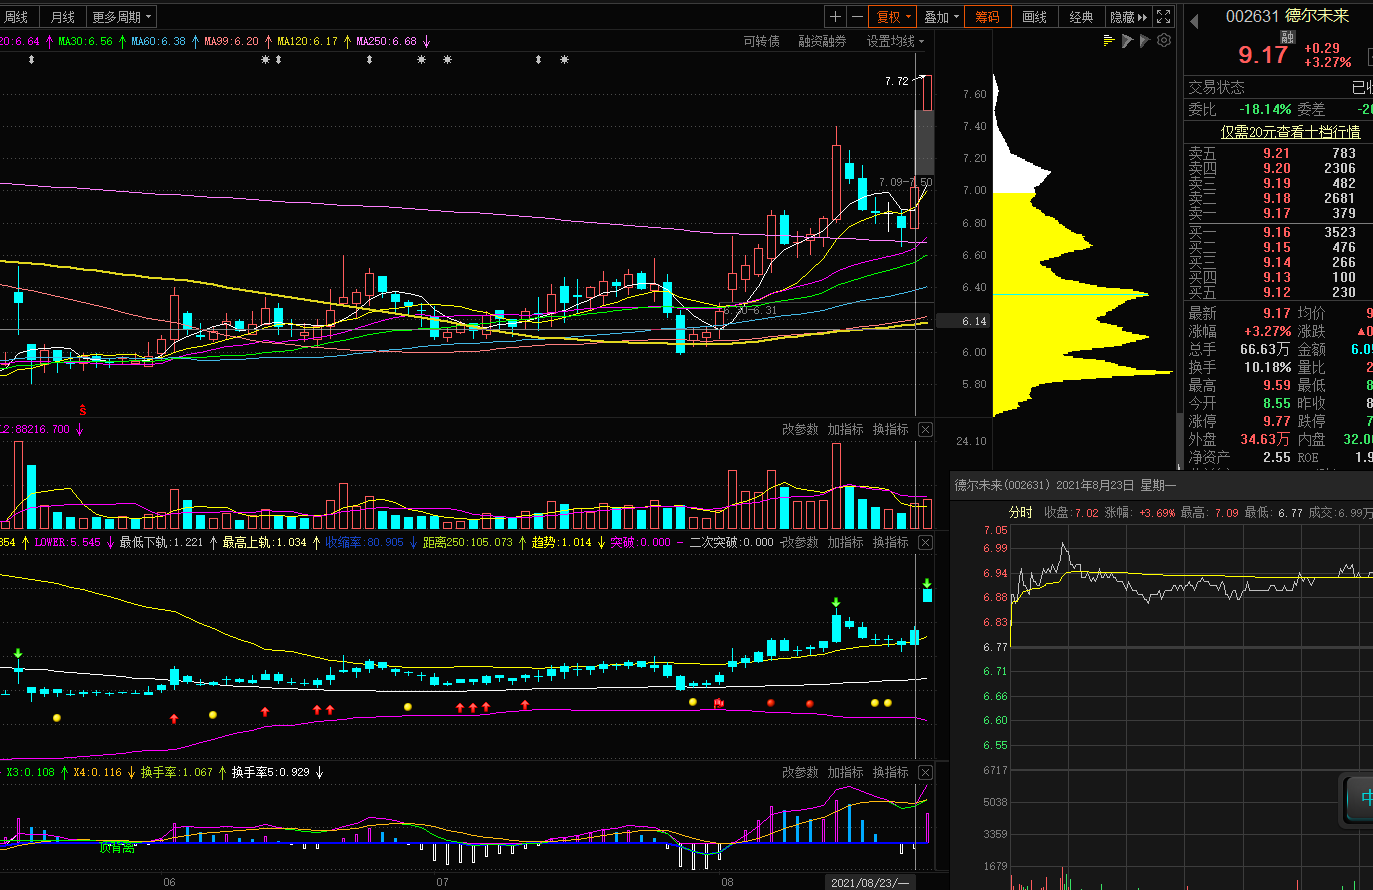 周线 月线 更多周期 + − 复权 叠加 筹码 画线 经典 隐藏
20:6.64 ↑ MA30:6.56 ↑ MA60:6.38 ↑ MA99:6.20 ↑ MA120:6.17 ↑ MA250:6.68 ↓ 可转债 融资融券 设置均线
7.72
7.09-7.50
6.20-6.31
7.60
7.40
7.20
7.00
6.80
6.60
6.40
6.14
6.00
5.80
$
L2:88216.700 ↓ 改参数 加指标 换指标
24.10
854 ↑ LOWER:5.545 ↓ 最低下轨:1.221 ↑ 最高上轨:1.034 ↑ 收缩率:80.905 ↓ 距离250:105.073 ↑ 趋势:1.014 ↓ 突破:0.000 − 二次突破:0.000 − 改参数 加指标 换指标
X3:0.108 ↑ X4:0.116 ↓ 换手率:1.067 ↑ 换手率5:0.929 ↓ 改参数 加指标 换指标
顶背离
06 07 08 2021/08/23/一
002631 德尔未来
融
9.17 +0.29
+3.27%
交易状态 已收
委比 -18.14% 委差 -20
仅需20元查看十档行情
卖五 9.21 783
卖四 9.20 2306
卖三 9.19 482
卖二 9.18 2681
卖一 9.17 379
买一 9.16 3523
买二 9.15 476
买三 9.14 266
买四 9.13 100
买五 9.12 230
最新 9.17 均价 9
涨幅 +3.27% 涨跌 ▲0
总手 66.63万 金额 6.05
换手 10.18% 量比 2
最高 9.59 最低 8
今开 8.55 昨收 8
涨停 9.77 跌停 7
外盘 34.63万 内盘 32.00
净资产 2.55 ROE 1.9
德尔未来(002631) 2021年8月23日 星期一
分时 收盘:7.02 涨幅: +3.69% 最高: 7.09 最低: 6.77 成交:6.99万
7.05
6.99
6.94
6.88
6.83
6.77
6.71
6.66
6.60
6.55
6717
5038
3359
1679
中